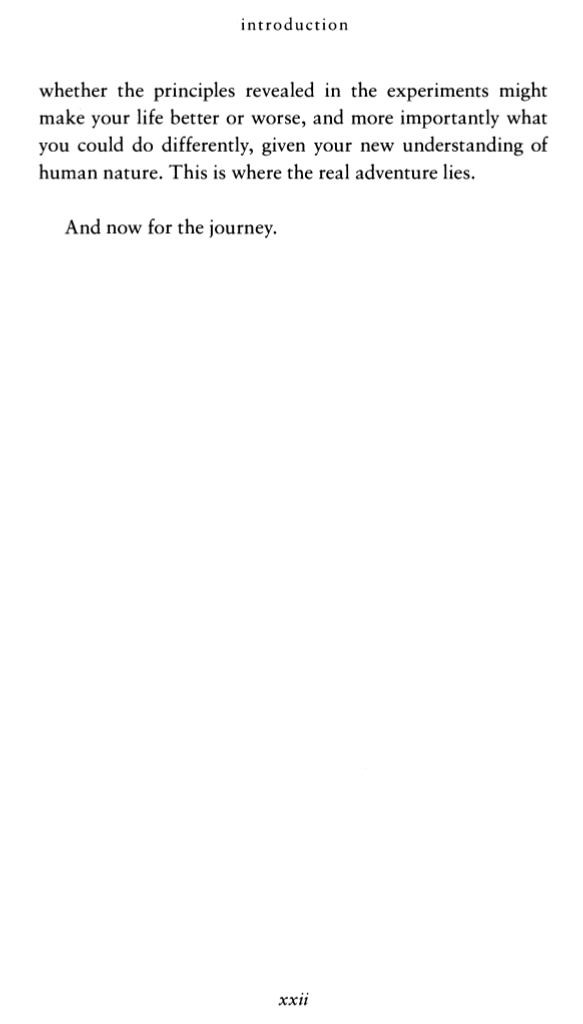 introduction
whether the principles revealed in the experiments might
make your life better or worse, and more importantly what
you could do differently, given your new understanding of
human nature. This is where the real adventure lies.
And now for the journey.
xxii